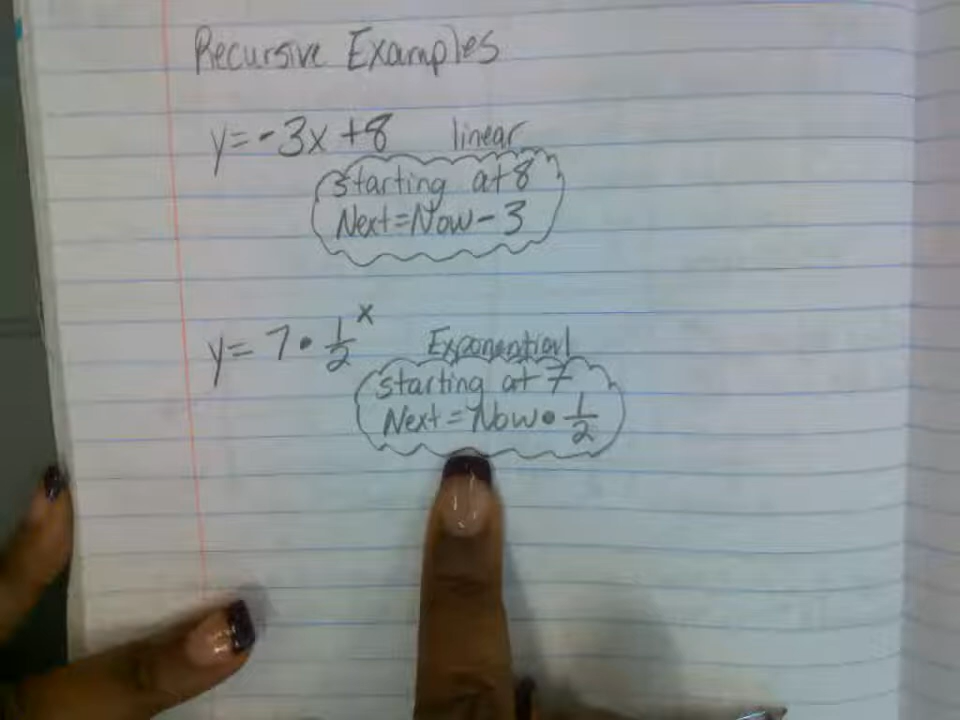 Recursive Examples
y=-3x+8 linear
starting at 8
Next=Now-3
y=7•1/2^x Exponential
starting at 7
Next=Now•1/2